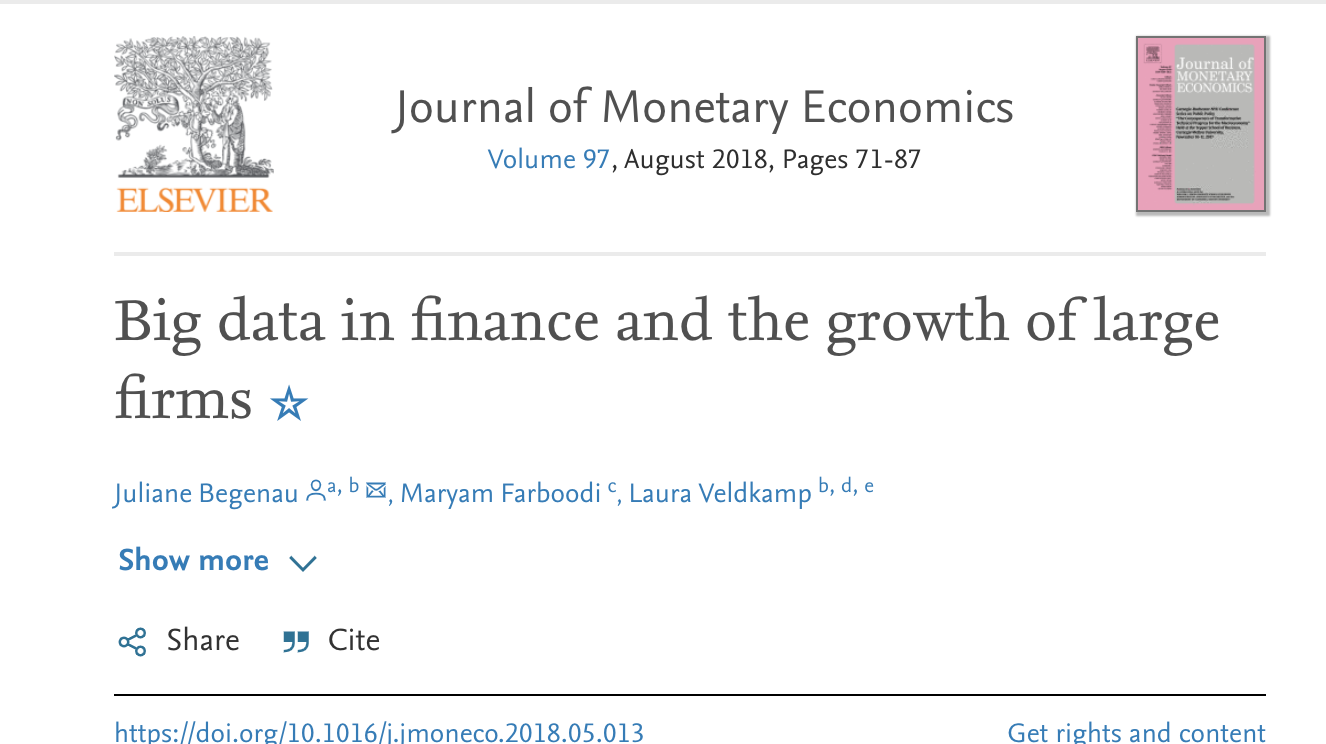 Journal of Monetary Economics
Volume 97, August 2018, Pages 71-87
ELSEVIER
Journal of
MONETARY
ECONOMICS
Big data in finance and the growth of large
firms
Juliane Begenau a, b, Maryam Farboodi c, Laura Veldkamp b, d, e
Show more
Share Cite
https://doi.org/10.1016/j.jmoneco.2018.05.013 Get rights and content